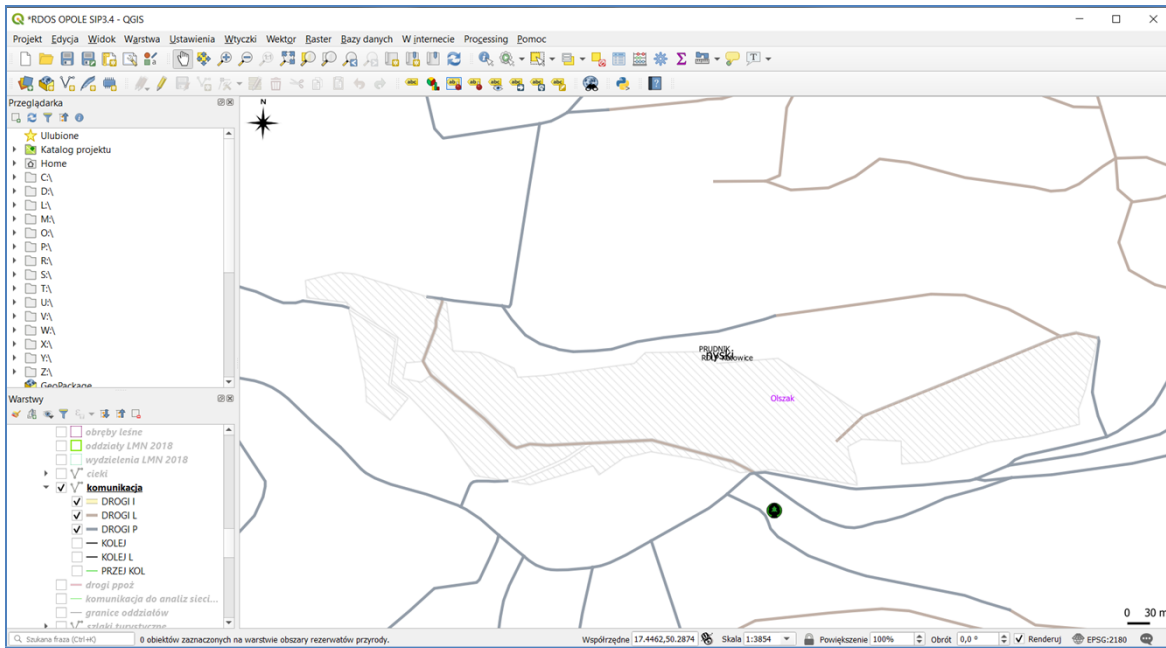 *RDOS OPOLE SIP3.4 - QGIS
Projekt Edycja Widok Warstwa Ustawienia Wtyczki Wektor Raster Bazy danych W internecie Processing Pomoc
Przeglądarka
Ulubione
Katalog projektu
Home
C:\
D:\
L:\
M:\
O:\
P:\
R:\
S:\
T:\
U:\
V:\
W:\
X:\
Y:\
Z:\
GeoPackage
Warstwy
obręby leśne
oddziały LMN 2018
wydzielenia LMN 2018
cieki
komunikacja
DROGI I
DROGI L
DROGI P
KOLEJ
KOLEJ L
PRZEJ KOL
drogi ppoż
komunikacja do analiz sieci...
granice oddziałów
szlaki turystyczne
N
PRUDNIK
nyski
Olszak
0 30 m
Szukana fraza (Ctrl+K)
0 obiektów zaznaczonych na warstwie obszary rezerwatów przyrody.
Współrzędne 17.4462,50.2874 Skala 1:3854 Powiększenie 100% Obrót 0,0 ° Renderuj EPSG:2180